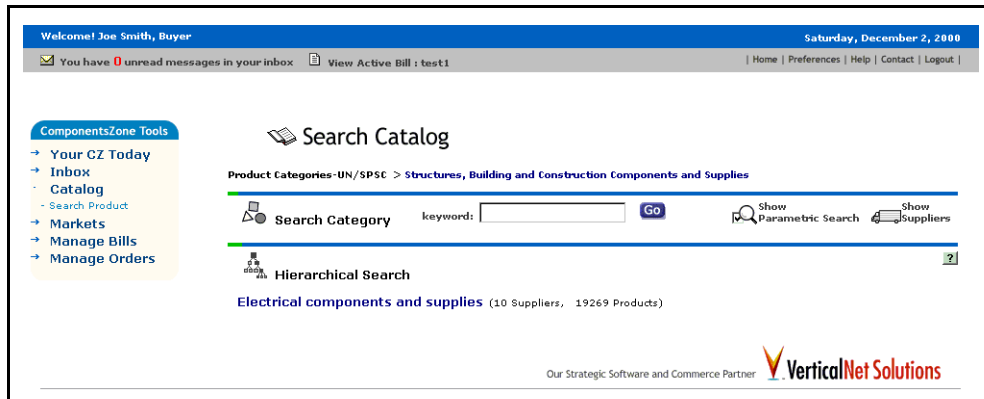 Welcome! Joe Smith, Buyer
Saturday, December 2, 2000
You have 0 unread messages in your inbox View Active Bill : test1
| Home | Preferences | Help | Contact | Logout |
ComponentsZone Tools
Your CZ Today
Inbox
Catalog
- Search Product
Markets
Manage Bills
Manage Orders
Search Catalog
Product Categories-UN/SPSC > Structures, Building and Construction Components and Supplies
Search Category keyword: Go Show Parametric Search Show Suppliers
Hierarchical Search ?
Electrical components and supplies (10 Suppliers, 19269 Products)
Our Strategic Software and Commerce Partner VerticalNet Solutions